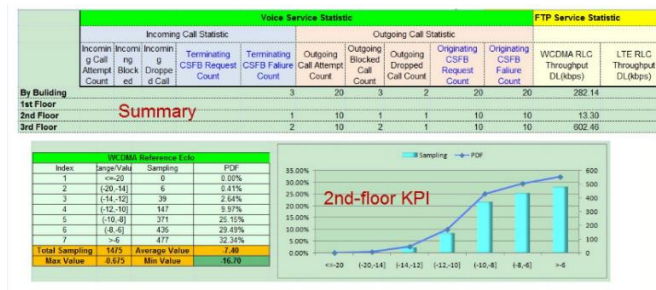 Voice Service Statistic FTP Service Statistic
Incoming Call Statistic Outgoing Call Statistic
Incomin g Call Attempt Count Incomi ng Block ed Incomin g Droppe d Call Terminating CSFB Request Count Terminating CSFB Faliure Count Outgoing Call Attempt Count Outgoing Blocked Call Count Outgoing Dropped Call Count Originating CSFB Request Count Originating CSFB Faliure Count WCDMA RLC Throughput DL(kbps) LTE RLC Throughput DL(kbps)
By Buliding 3 20 3 2 20 20 282.14
1st Floor
2nd Floor 1 10 1 1 10 10 13.30
3rd Floor 2 10 2 1 10 10 602.46
Summary
WCDMA Reference EcIo
Index Range/Valu Sampling PDF
1 <=-20 0 0.00%
2 (-20,-14] 6 0.41%
3 (-14,-12] 39 2.64%
4 (-12,-10] 147 9.97%
5 (-10,-8] 371 25.15%
6 (-8,-6] 435 29.49%
7 >-6 477 32.34%
Total Sampling 1475 Average Value -7.40
Max Value -0.675 Min Value -16.70
Sampling PDF
2nd-floor KPI
35.00% 600
30.00% 500
25.00% 400
20.00% 300
15.00%
10.00% 200
5.00% 100
0.00% 0
<=-20 (-20,-14] (-14,-12] (-12,-10] (-10,-8] (-8,-6] >-6